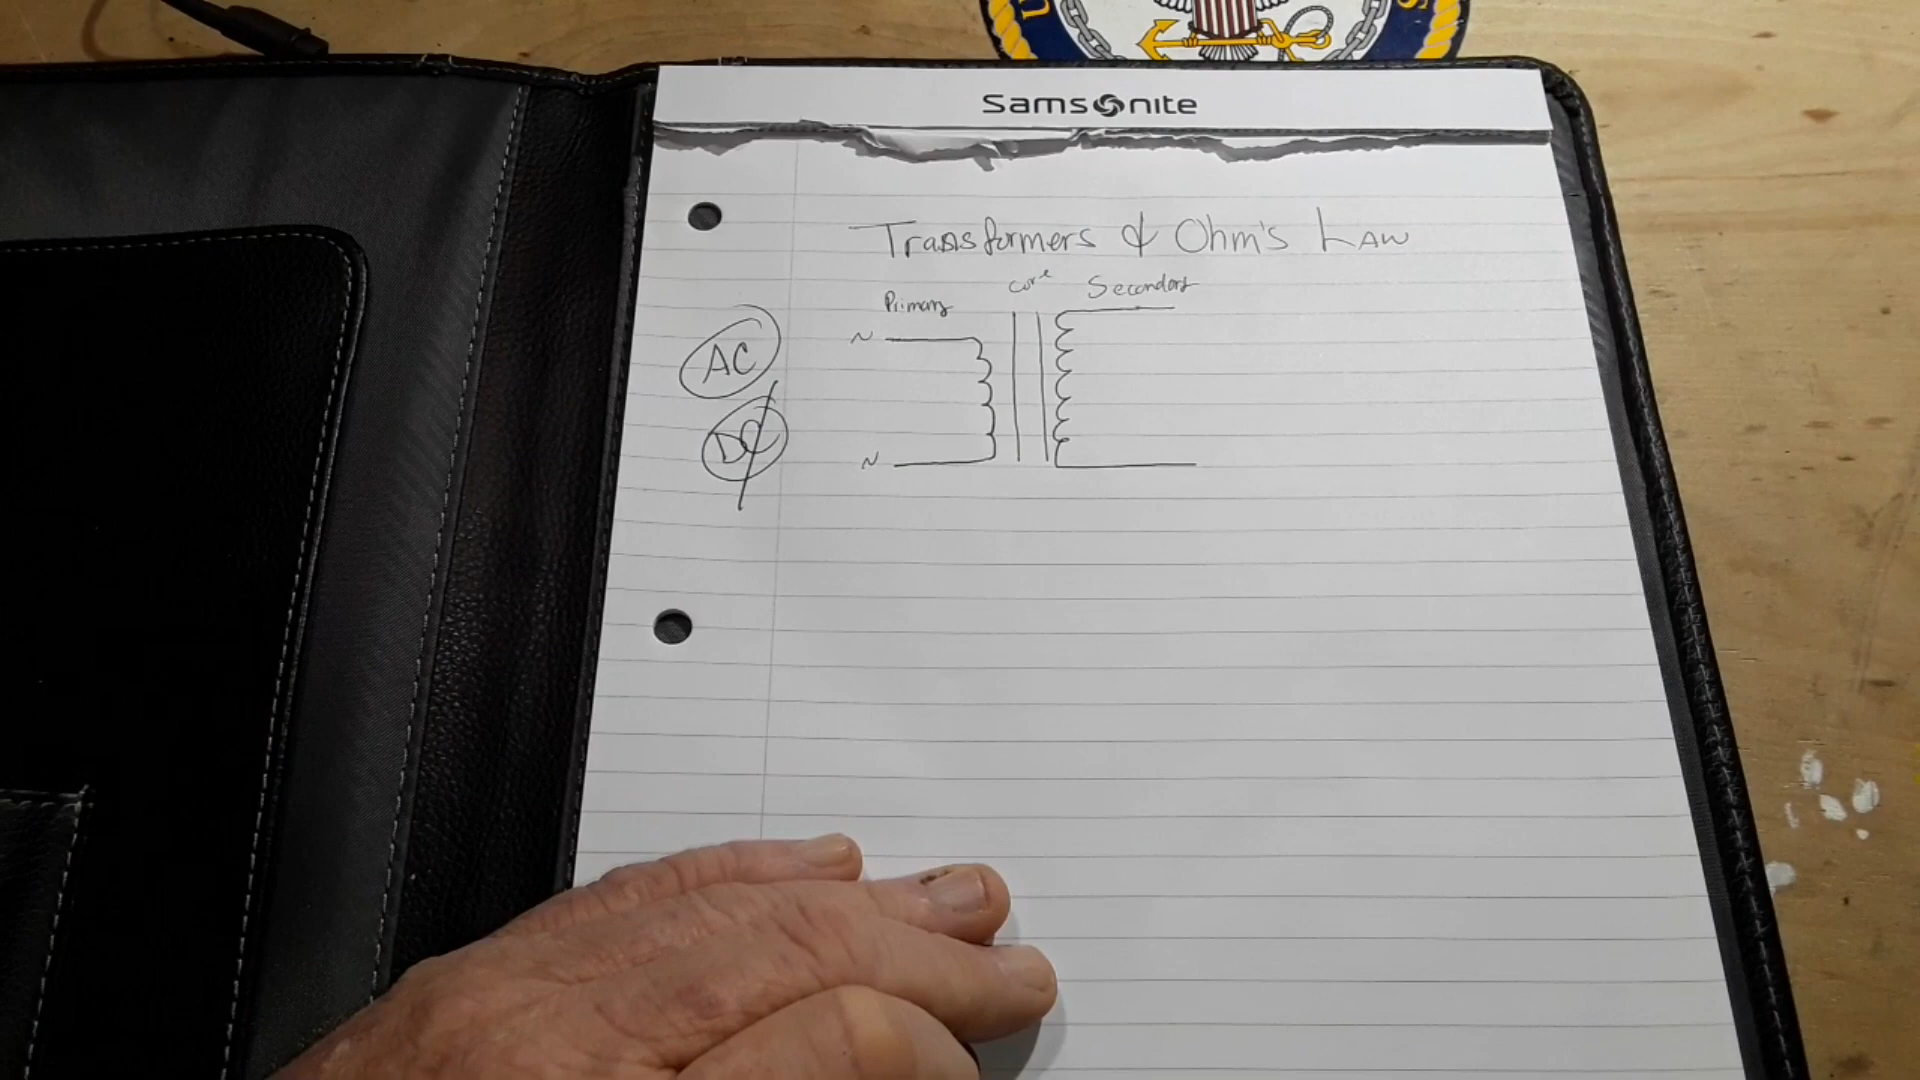 U S
Samsonite
Transformers & Ohm's LAW
Primary Core Secondary
~
AC
DC
~